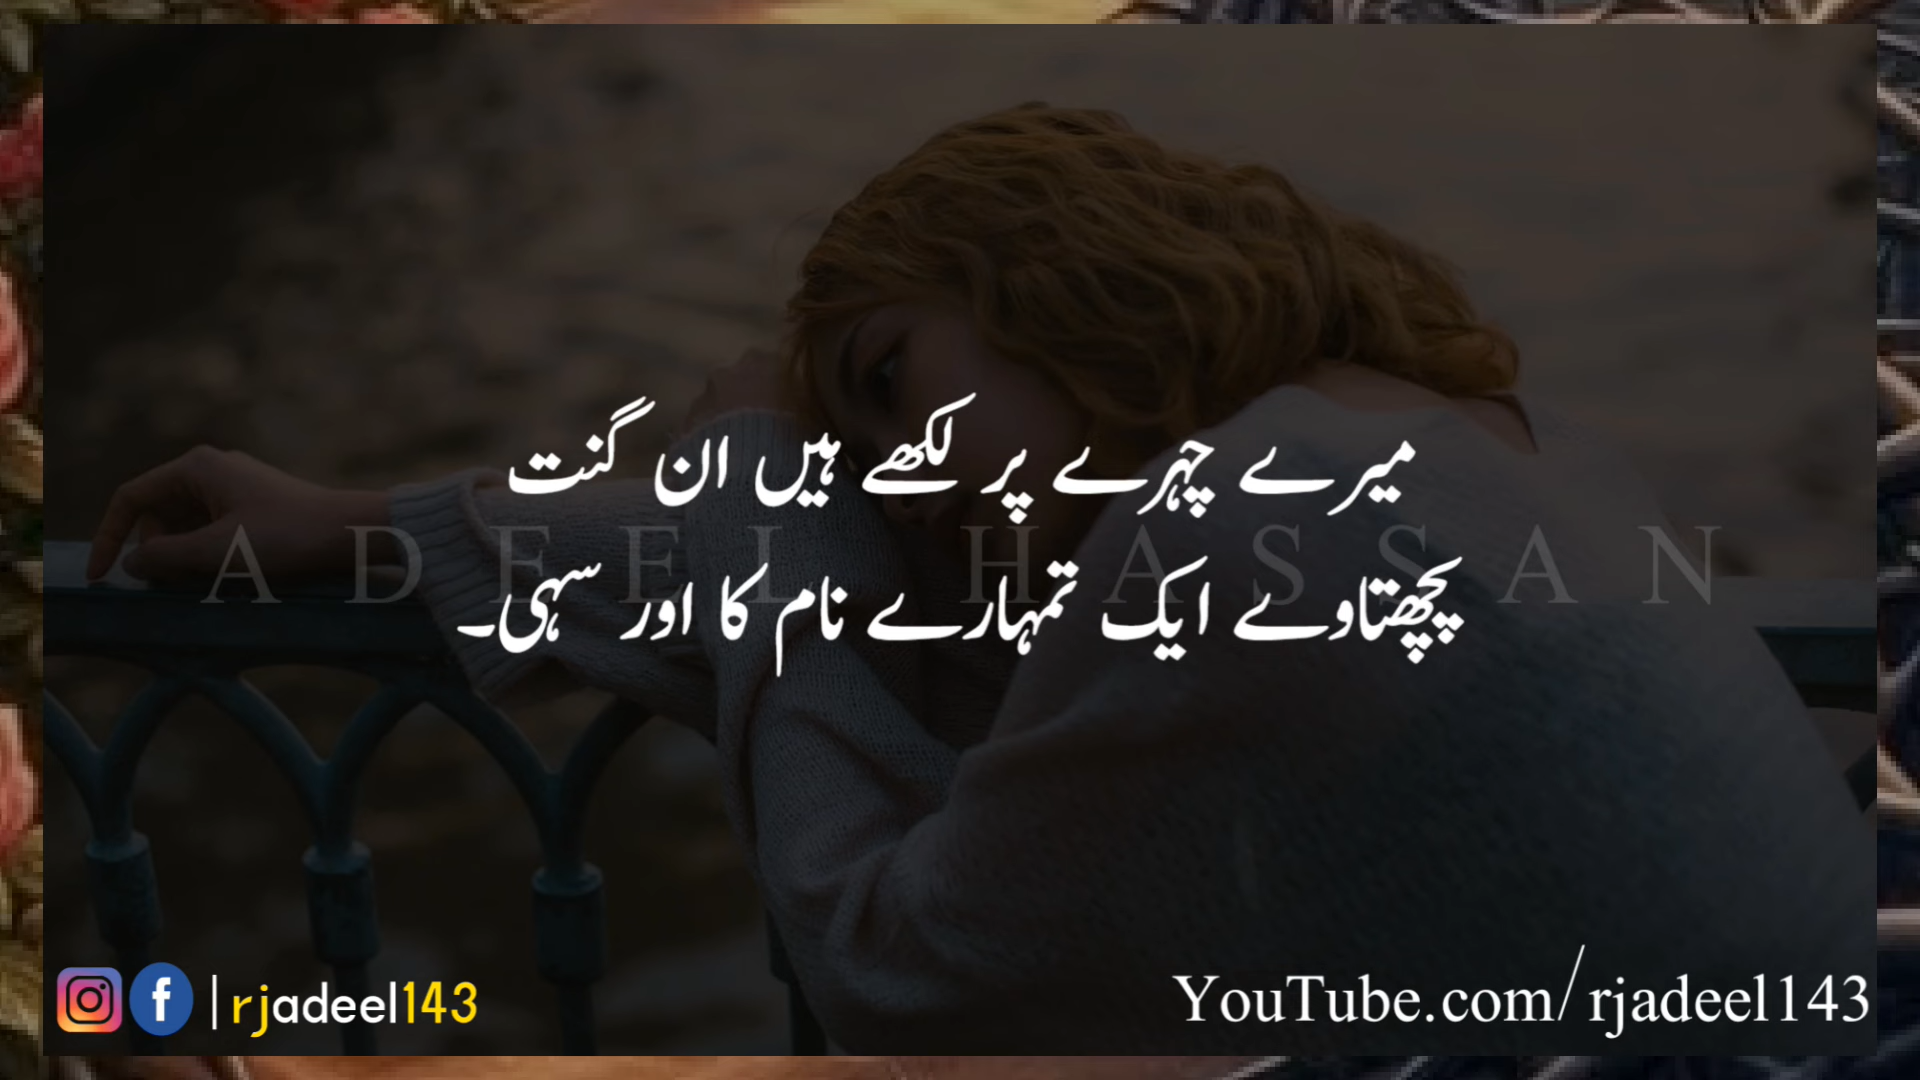 میرے چہرے پر لکھے ہیں ان گنت
ADEEL HASSAN
پچھتاوے ایک تمہارے نام کا اور سہی۔
rjadeel143
YouTube.com/rjadeel143